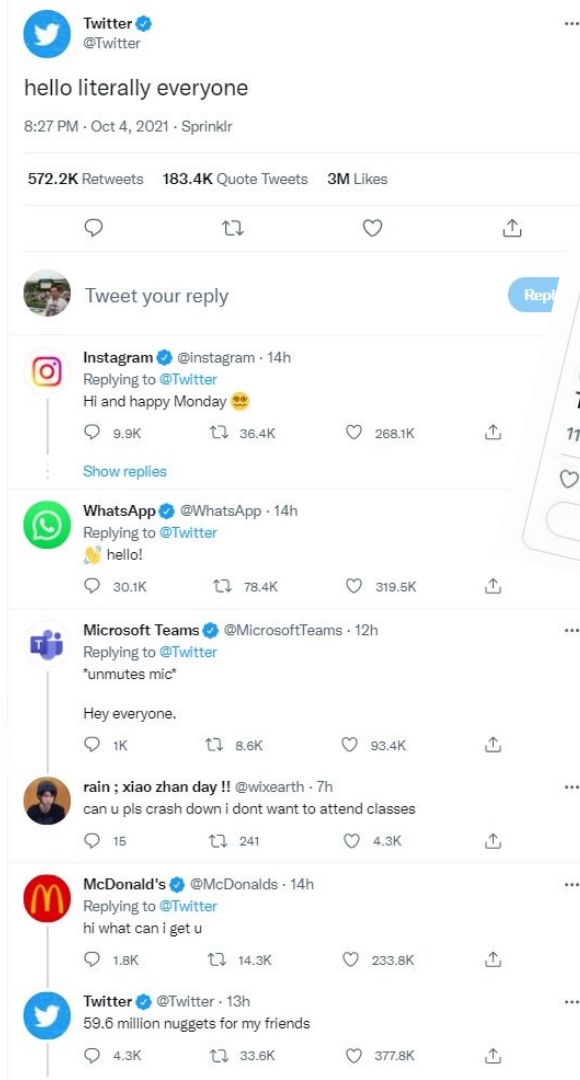 Twitter
@Twitter
hello literally everyone
8:27 PM · Oct 4, 2021 · Sprinklr
572.2K Retweets 183.4K Quote Tweets 3M Likes
Tweet your reply
Instagram @instagram · 14h
Replying to @Twitter
Hi and happy Monday 😵‍💫
9.9K 36.4K 268.1K
Show replies
WhatsApp @WhatsApp · 14h
Replying to @Twitter
👋 hello!
30.1K 78.4K 319.5K
Microsoft Teams @MicrosoftTeams · 12h
Replying to @Twitter
*unmutes mic*
Hey everyone.
1K 8.6K 93.4K
rain ; xiao zhan day !! @wixearth · 7h
can u pls crash down i dont want to attend classes
15 241 4.3K
McDonald's @McDonalds · 14h
Replying to @Twitter
hi what can i get u
1.8K 14.3K 233.8K
Twitter @Twitter · 13h
59.6 million nuggets for my friends
4.3K 33.6K 377.8K